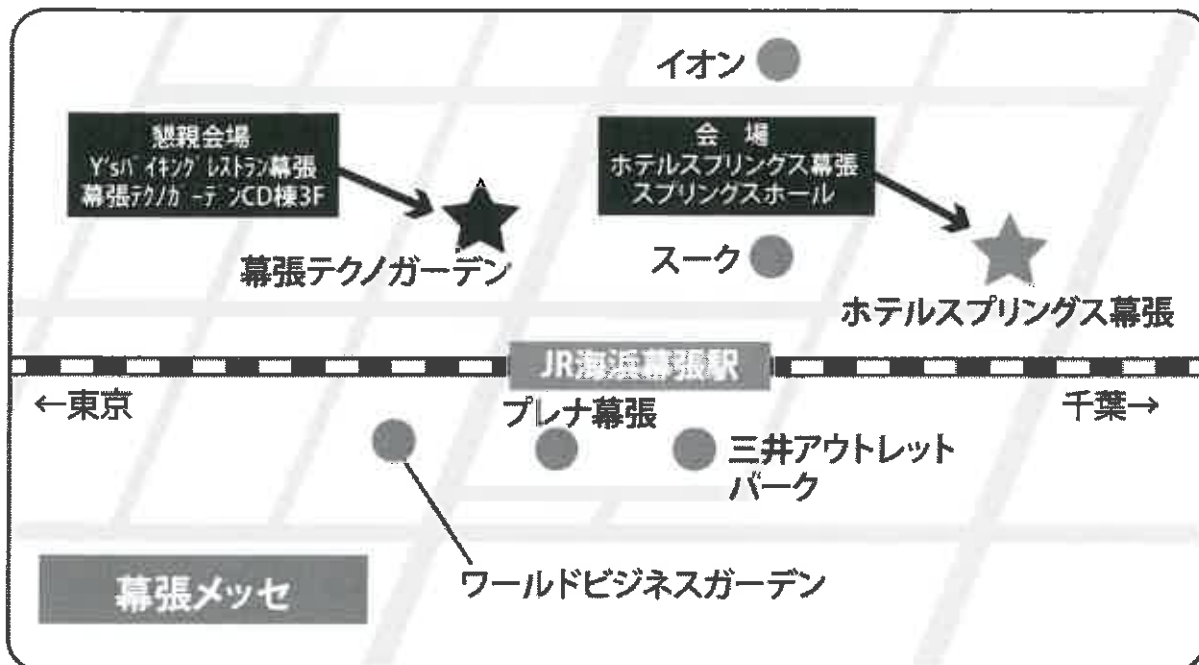 イオン
懇親会場
Y'sバイキングレストラン幕張
幕張テクノガーデンCD棟3F
会 場
ホテルスプリングス幕張
スプリングスホール
幕張テクノガーデン
スーク
ホテルスプリングス幕張
JR海浜幕張駅
←東京
千葉→
プレナ幕張
三井アウトレット
パーク
ワールドビジネスガーデン
幕張メッセ